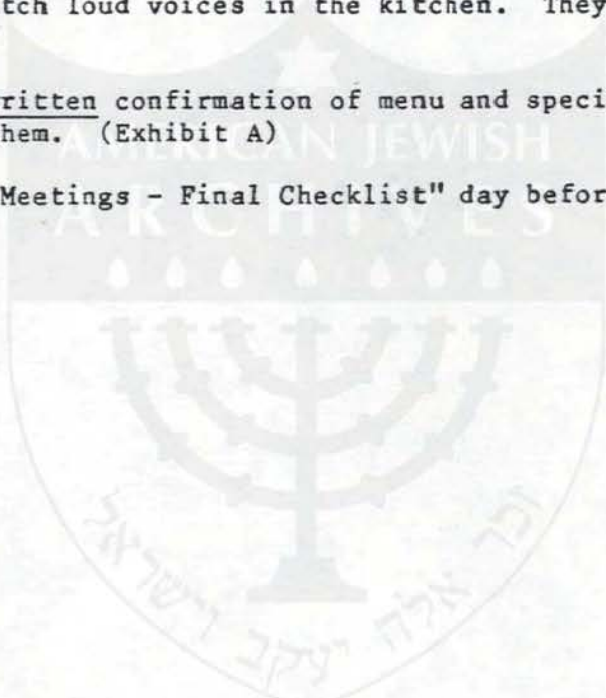 tch loud voices in the kitchen. They
ritten confirmation of menu and speci
hem. (Exhibit A)
Meetings - Final Checklist" day befor
AMERICAN JEWISH
ARCHIVES
זכר אלה יעקב וישראל